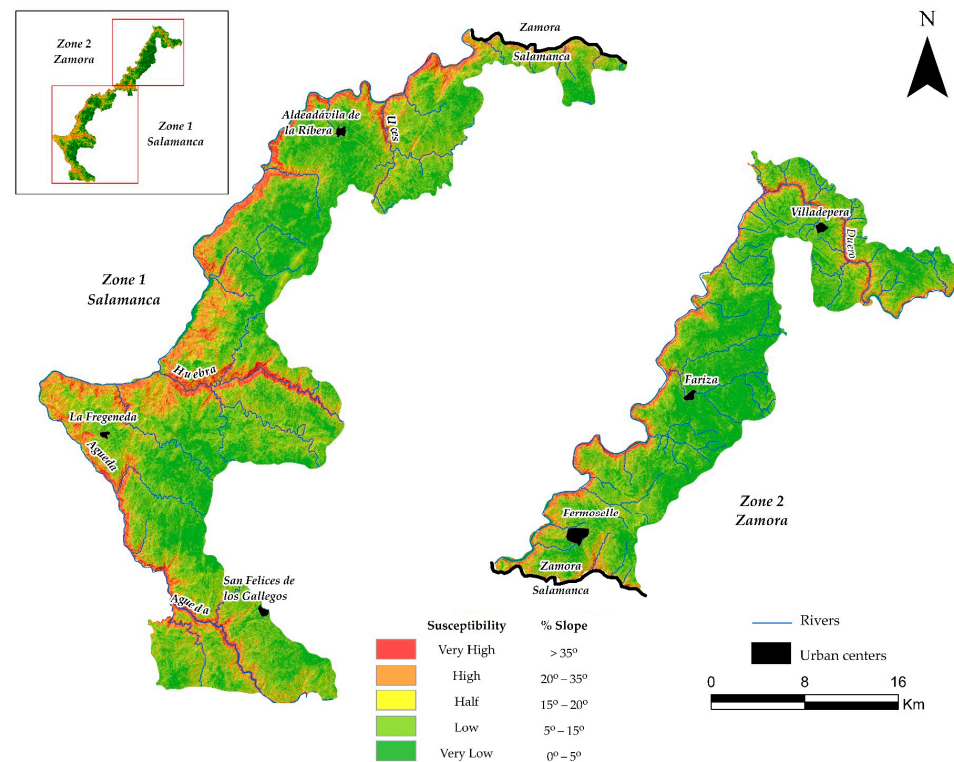 Zone 2
Zamora
Zone 1
Salamanca
Zamora
Salamanca
N
Aldeadávila de
la Ribera
Uces
Zone 1
Salamanca
Villadepera
Duero
Huebra
Fariza
La Fregeneda
Agueda
Fermoselle
Zone 2
Zamora
Zamora
Salamanca
San Felices de
los Gallegos
Agueda
Susceptibility % Slope
Very High > 35º
High 20º – 35º
Half 15º – 20º
Low 5º – 15º
Very Low 0º – 5º
Rivers
Urban centers
0 8 16
Km